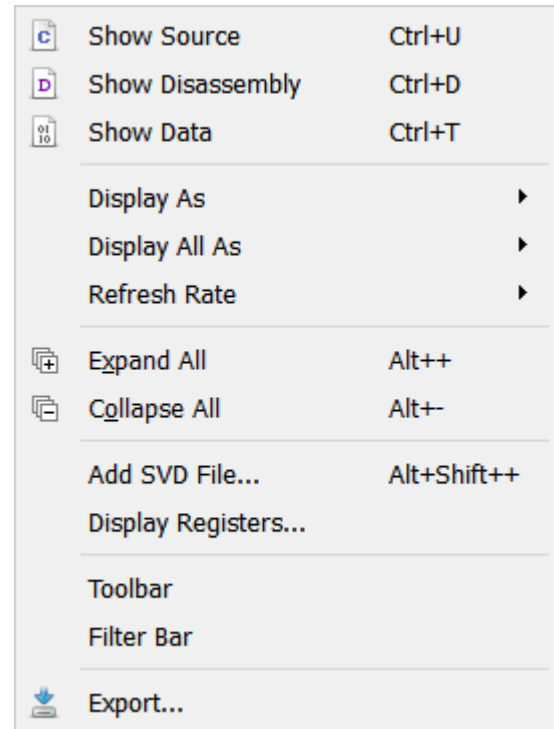 Show Source Ctrl+U
Show Disassembly Ctrl+D
Show Data Ctrl+T
Display As
Display All As
Refresh Rate
Expand All Alt++
Collapse All Alt+-
Add SVD File... Alt+Shift++
Display Registers...
Toolbar
Filter Bar
Export...